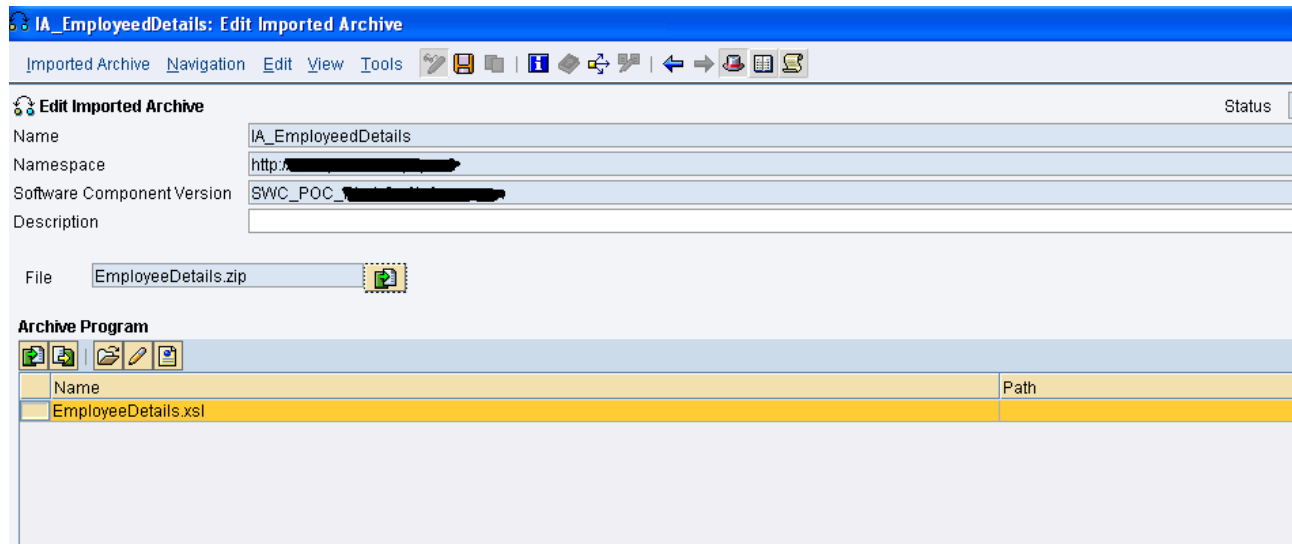 IA_EmployeedDetails: Edit Imported Archive
Imported Archive Navigation Edit View Tools
Edit Imported Archive Status
Name IA_EmployeedDetails
Namespace http:/
Software Component Version SWC_POC_
Description
File EmployeeDetails.zip
Archive Program
Name Path
EmployeeDetails.xsl